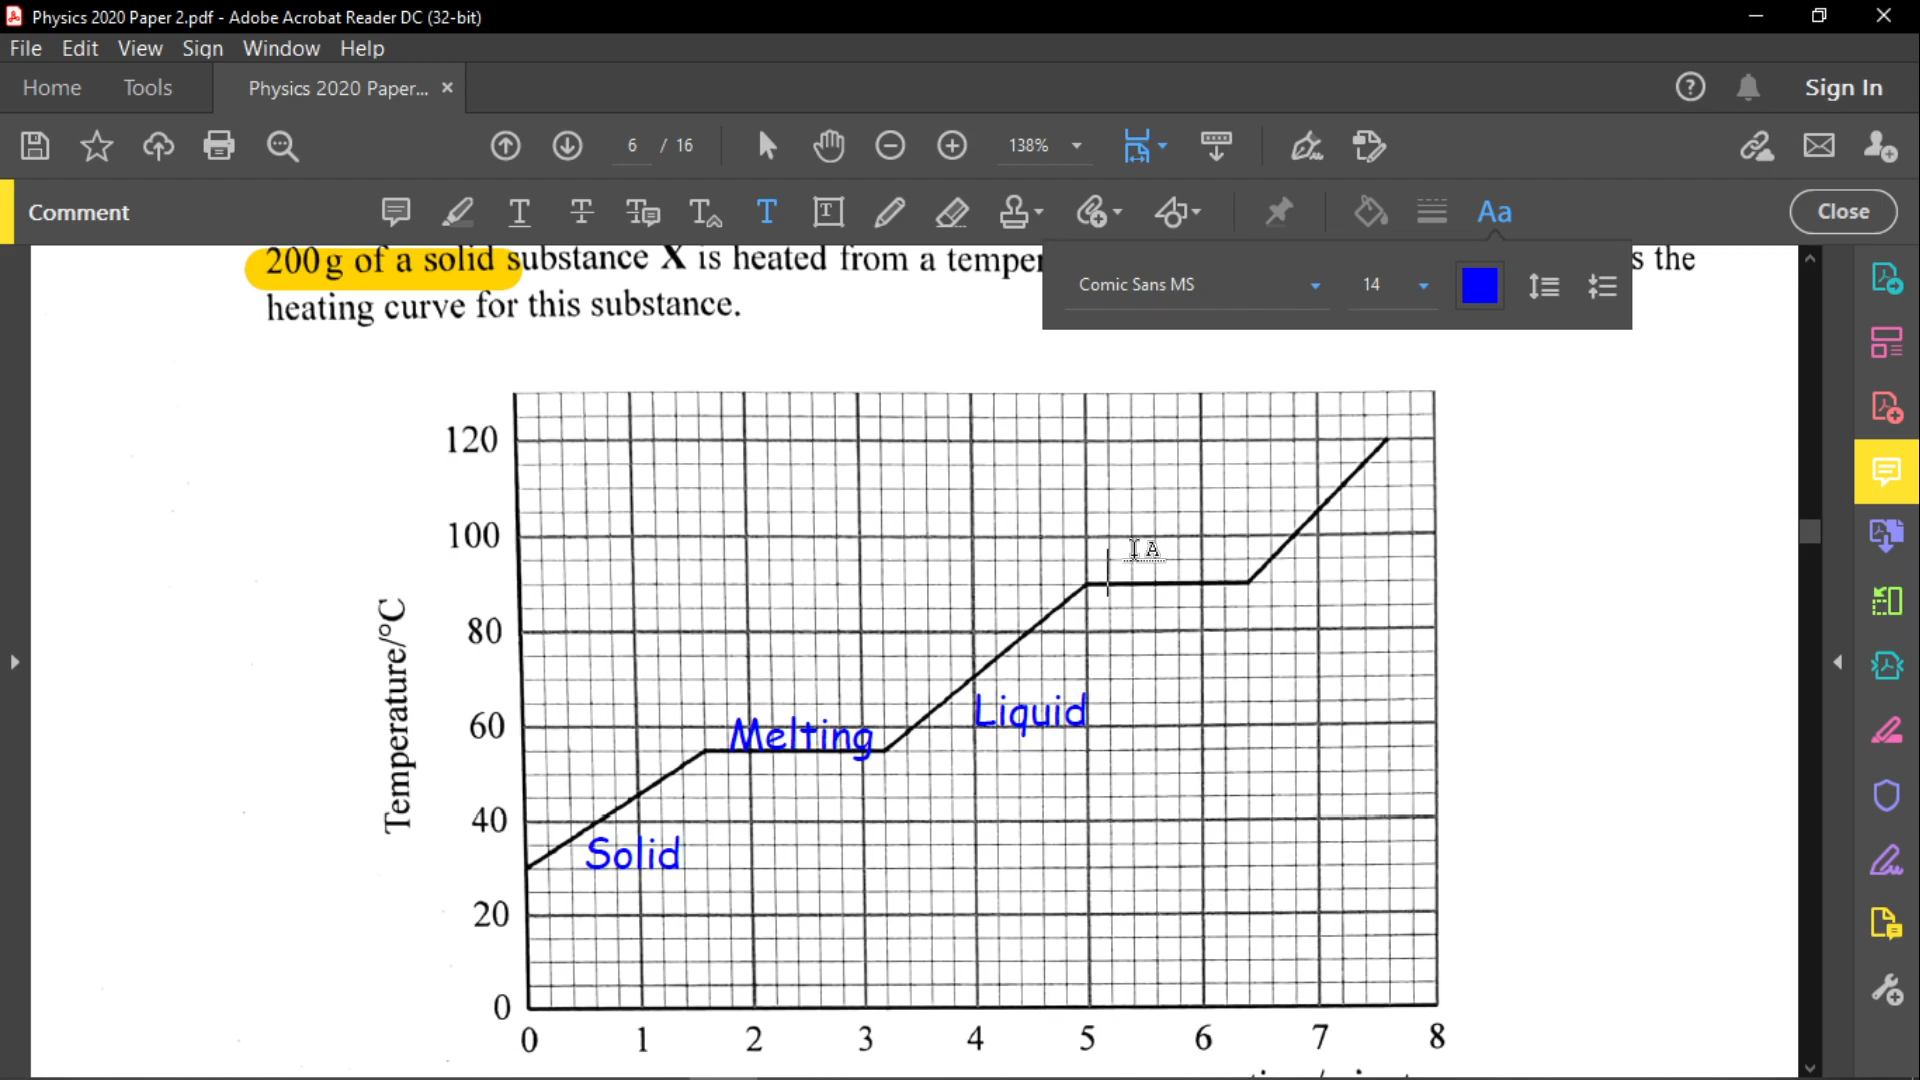 Physics 2020 Paper 2.pdf - Adobe Acrobat Reader DC (32-bit)
File Edit View Sign Window Help
Home Tools Physics 2020 Paper... × Sign In
6 / 16 138%
Comment Close
Comic Sans MS 14
200 g of a solid substance X is heated from a temper s the
heating curve for this substance.
120
100
80
60
40
20
0
Temperature/°C
Liquid
Melting
Solid
0 1 2 3 4 5 6 7 8